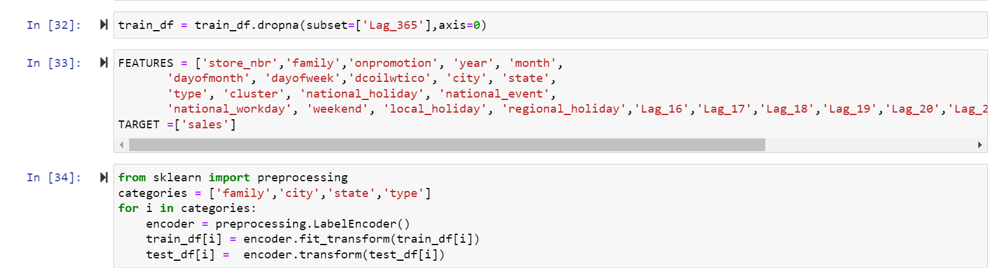 In [32]: train_df = train_df.dropna(subset=['Lag_365'],axis=0)
In [33]: FEATURES = ['store_nbr','family','onpromotion', 'year', 'month',
'dayofmonth', 'dayofweek','dcoilwtico', 'city', 'state',
'type', 'cluster', 'national_holiday', 'national_event',
'national_workday', 'weekend', 'local_holiday', 'regional_holiday','Lag_16','Lag_17','Lag_18','Lag_19','Lag_20','Lag_2
TARGET =['sales']
In [34]: from sklearn import preprocessing
categories = ['family','city','state','type']
for i in categories:
    encoder = preprocessing.LabelEncoder()
    train_df[i] = encoder.fit_transform(train_df[i])
    test_df[i] =  encoder.transform(test_df[i])